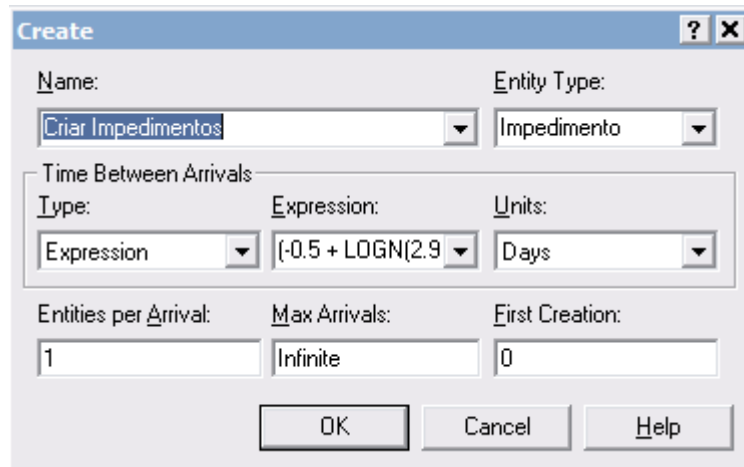 Create
Name: Entity Type:
Criar Impedimentos Impedimento
Time Between Arrivals
Type: Expression: Units:
Expression (-0.5 + LOGN(2.9 Days
Entities per Arrival: Max Arrivals: First Creation:
1 Infinite 0
OK Cancel Help